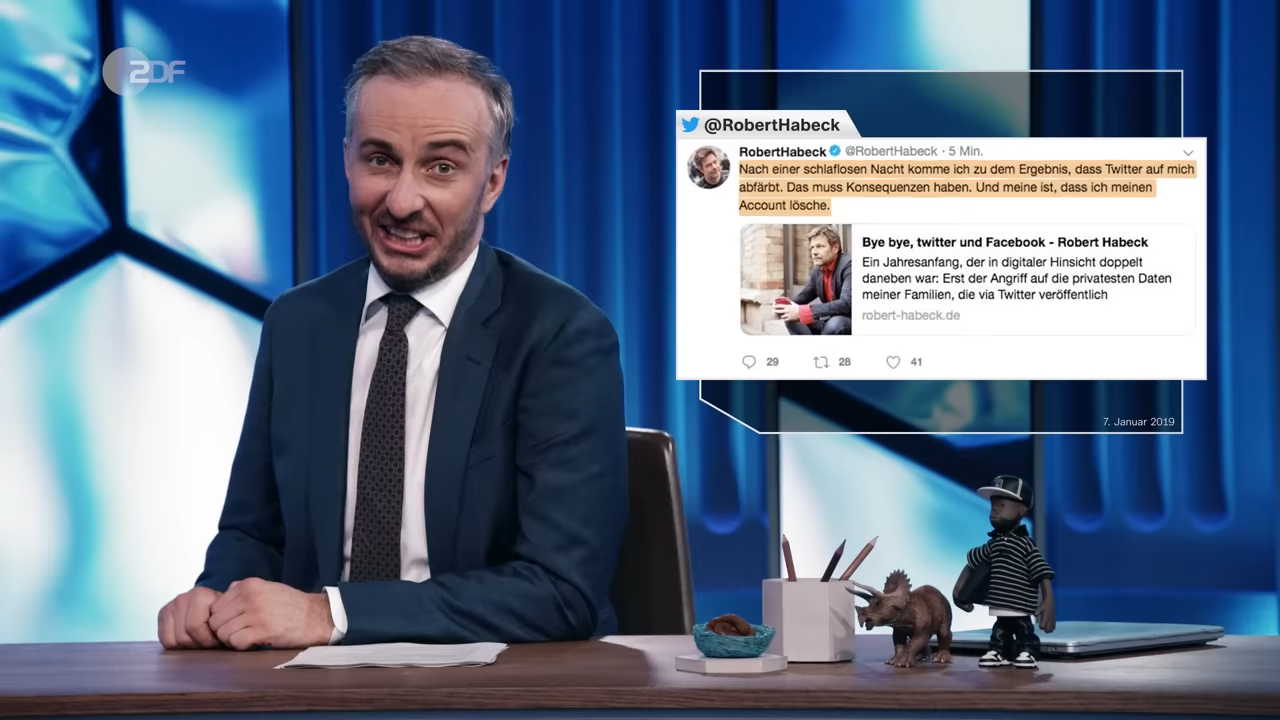 ZDF
@RobertHabeck
RobertHabeck @RobertHabeck · 5 Min.
Nach einer schlaflosen Nacht komme ich zu dem Ergebnis, dass Twitter auf mich
abfärbt. Das muss Konsequenzen haben. Und meine ist, dass ich meinen
Account lösche.
Bye bye, twitter und Facebook - Robert Habeck
Ein Jahresanfang, der in digitaler Hinsicht doppelt
daneben war: Erst der Angriff auf die privatesten Daten
meiner Familien, die via Twitter veröffentlich
robert-habeck.de
29 28 41
7. Januar 2019